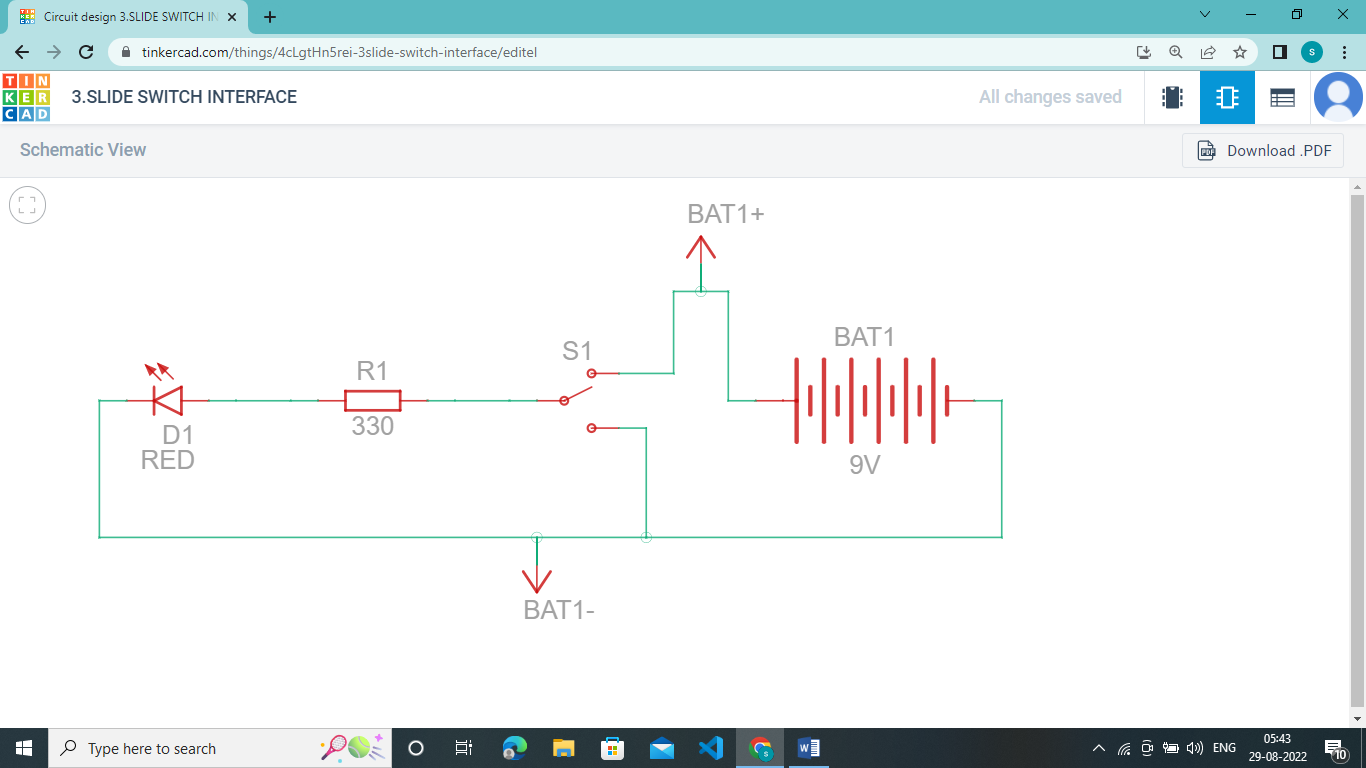 Circuit design 3.SLIDE SWITCH IN
tinkercad.com/things/4cLgtHn5rei-3slide-switch-interface/editel
S
TIN
KER
CAD
3.SLIDE SWITCH INTERFACE
All changes saved
Schematic View
PDF
Download .PDF
BAT1+
BAT1
S1
R1
330
D1
RED
9V
BAT1-
Type here to search
S
W
ENG
05:43
29-08-2022
10